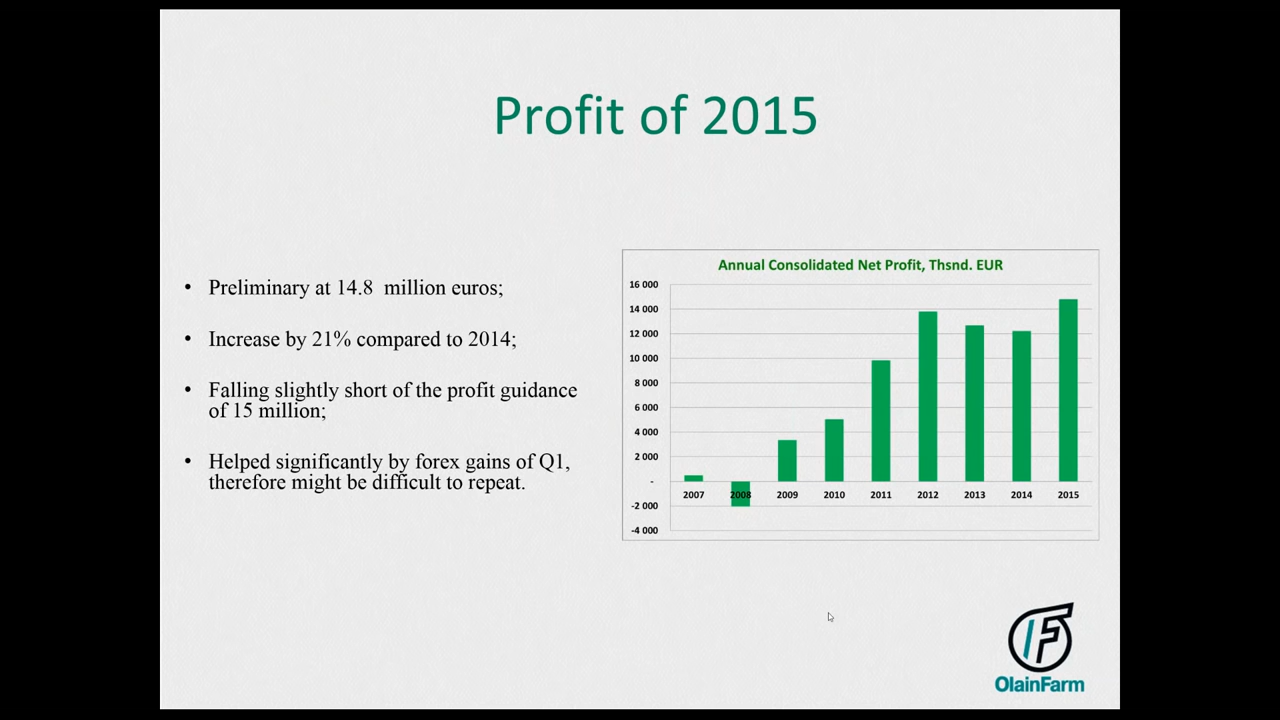 Profit of 2015
• Preliminary at 14.8  million euros;
• Increase by 21% compared to 2014;
• Falling slightly short of the profit guidance
of 15 million;
• Helped significantly by forex gains of Q1,
therefore might be difficult to repeat.
Annual Consolidated Net Profit, Thsnd. EUR
16 000
14 000
12 000
10 000
8 000
6 000
4 000
2 000
-
-2 000
-4 000
2007 2008 2009 2010 2011 2012 2013 2014 2015
OlainFarm